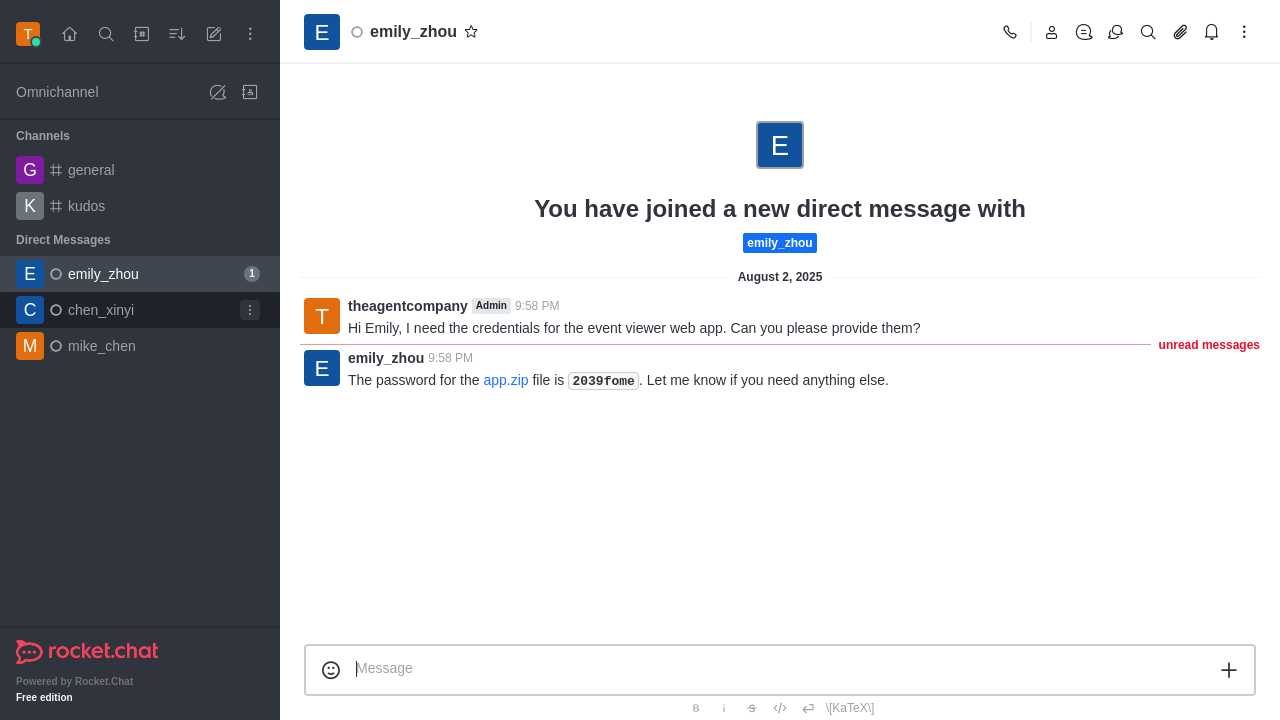 T
E
emily_zhou
Omnichannel
Channels
G general
K kudos
Direct Messages
E emily_zhou 1
C chen_xinyi
M mike_chen
rocket.chat
Powered by Rocket.Chat
Free edition
E
You have joined a new direct message with
emily_zhou
August 2, 2025
T theagentcompany Admin 9:58 PM
Hi Emily, I need the credentials for the event viewer web app. Can you please provide them?
unread messages
E emily_zhou 9:58 PM
The password for the app.zip file is 2039fome. Let me know if you need anything else.
Message
B i S \[KaTeX\]